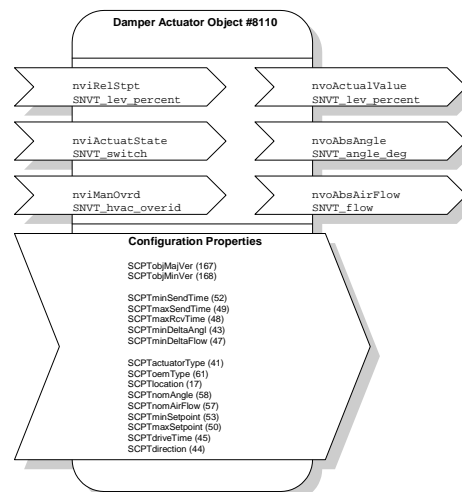 Damper Actuator Object #8110
nviRelStpt
SNVT_lev_percent
nvoActualValue
SNVT_lev_percent
nviActuatState
SNVT_switch
nvoAbsAngle
SNVT_angle_deg
nviManOvrd
SNVT_hvac_overid
nvoAbsAirFlow
SNVT_flow
Configuration Properties
SCPTobjMajVer (167)
SCPTobjMinVer (168)
SCPTminSendTime (52)
SCPTmaxSendTime (49)
SCPTmaxRcvTime (48)
SCPTminDeltaAngl (43)
SCPTminDeltaFlow (47)
SCPTactuatorType (41)
SCPToemType (61)
SCPTlocation (17)
SCPTnomAngle (58)
SCPTnomAirFlow (57)
SCPTminSetpoint (53)
SCPTmaxSetpoint (50)
SCPTdriveTime (45)
SCPTdirection (44)